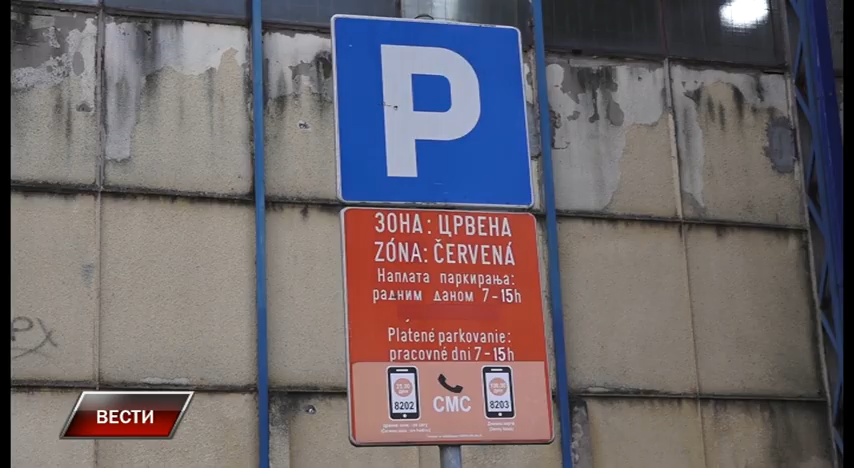 P
ЗОНА: ЦРВЕНА
ZÓNA: ČERVENÁ
Наплата паркирања:
радним даном 7-15h
Platené parkovanie:
pracovné dni 7-15h
8202
СМС
8203
ВЕСТИ